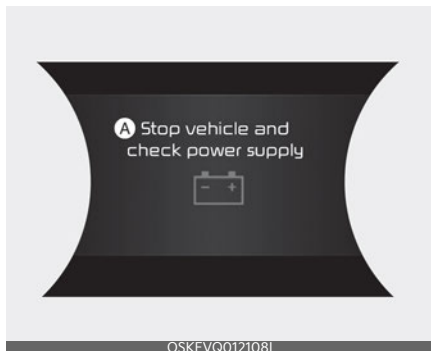 A Stop vehicle and
check power supply
- +
OSKEVQ012108L